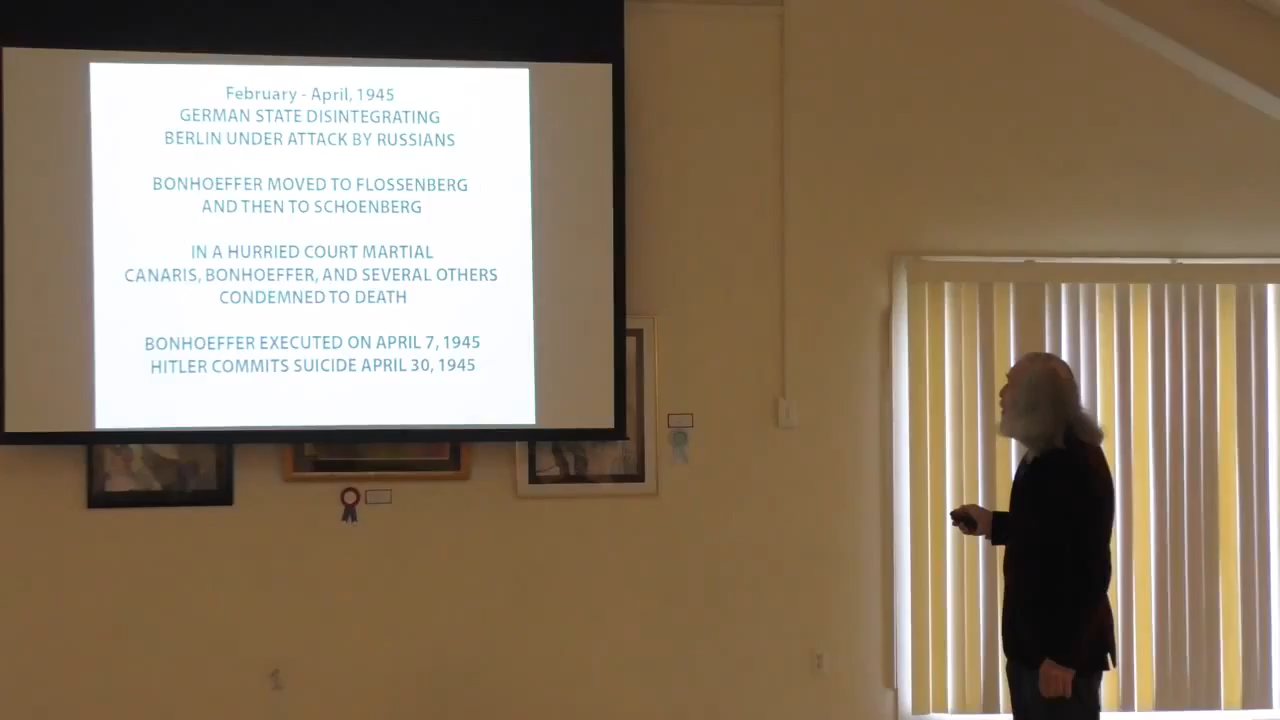 February - April, 1945
GERMAN STATE DISINTEGRATING
BERLIN UNDER ATTACK BY RUSSIANS
BONHOEFFER MOVED TO FLOSSENBERG
AND THEN TO SCHOENBERG
IN A HURRIED COURT MARTIAL
CANARIS, BONHOEFFER, AND SEVERAL OTHERS
CONDEMNED TO DEATH
BONHOEFFER EXECUTED ON APRIL 7, 1945
HITLER COMMITS SUICIDE APRIL 30, 1945